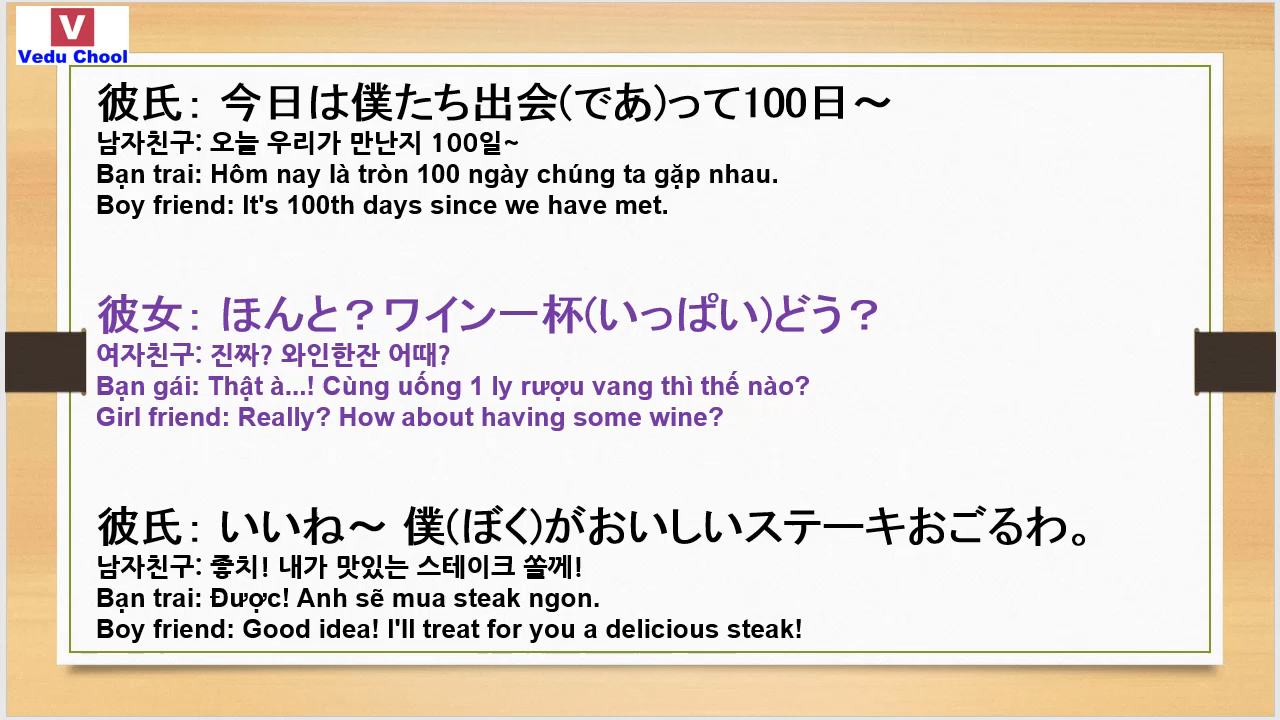 V
Vedu Chool
彼氏： 今日は僕たち出会(であ)って100日～
남자친구: 오늘 우리가 만난지 100일~
Bạn trai: Hôm nay là tròn 100 ngày chúng ta gặp nhau.
Boy friend: It's 100th days since we have met.
彼女： ほんと？ワイン一杯(いっぱい)どう？
여자친구: 진짜? 와인한잔 어때?
Bạn gái: Thật à...! Cùng uống 1 ly rượu vang thì thế nào?
Girl friend: Really? How about having some wine?
彼氏： いいね～ 僕(ぼく)がおいしいステーキおごるわ。
남자친구: 좋치! 내가 맛있는 스테이크 쏠께!
Bạn trai: Được! Anh sẽ mua steak ngon.
Boy friend: Good idea! I'll treat for you a delicious steak!